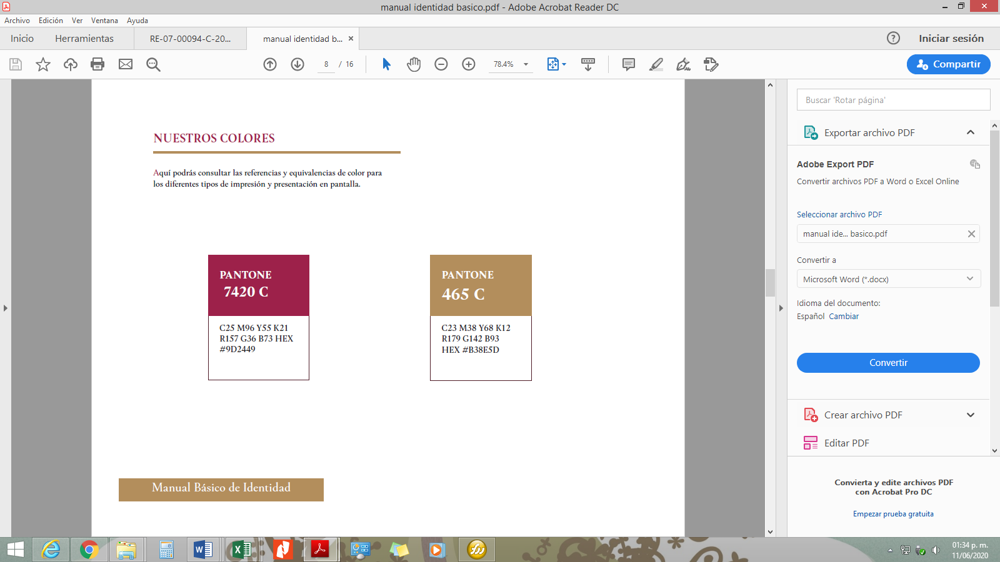 manual identidad basico.pdf - Adobe Acrobat Reader DC
Archivo Edición Ver Ventana Ayuda
Inicio Herramientas RE-07-00094-C-20... manual identidad b... ×
Iniciar sesión
8 / 16 78.4%
Compartir
NUESTROS COLORES
Aquí podrás consultar las referencias y equivalencias de color para
los diferentes tipos de impresión y presentación en pantalla.
PANTONE
7420 C
C25 M96 Y55 K21
R157 G36 B73 HEX
#9D2449
PANTONE
465 C
C23 M38 Y68 K12
R179 G142 B93
HEX #B38E5D
Manual Básico de Identidad
Buscar 'Rotar página'
Exportar archivo PDF
Adobe Export PDF
Convertir archivos PDF a Word o Excel Online
Seleccionar archivo PDF
manual ide... basico.pdf
Convertir a
Microsoft Word (*.docx)
Idioma del documento:
Español Cambiar
Convertir
Crear archivo PDF
Editar PDF
Convierta y edite archivos PDF
con Acrobat Pro DC
Empezar prueba gratuita
01:34 p. m.
11/06/2020